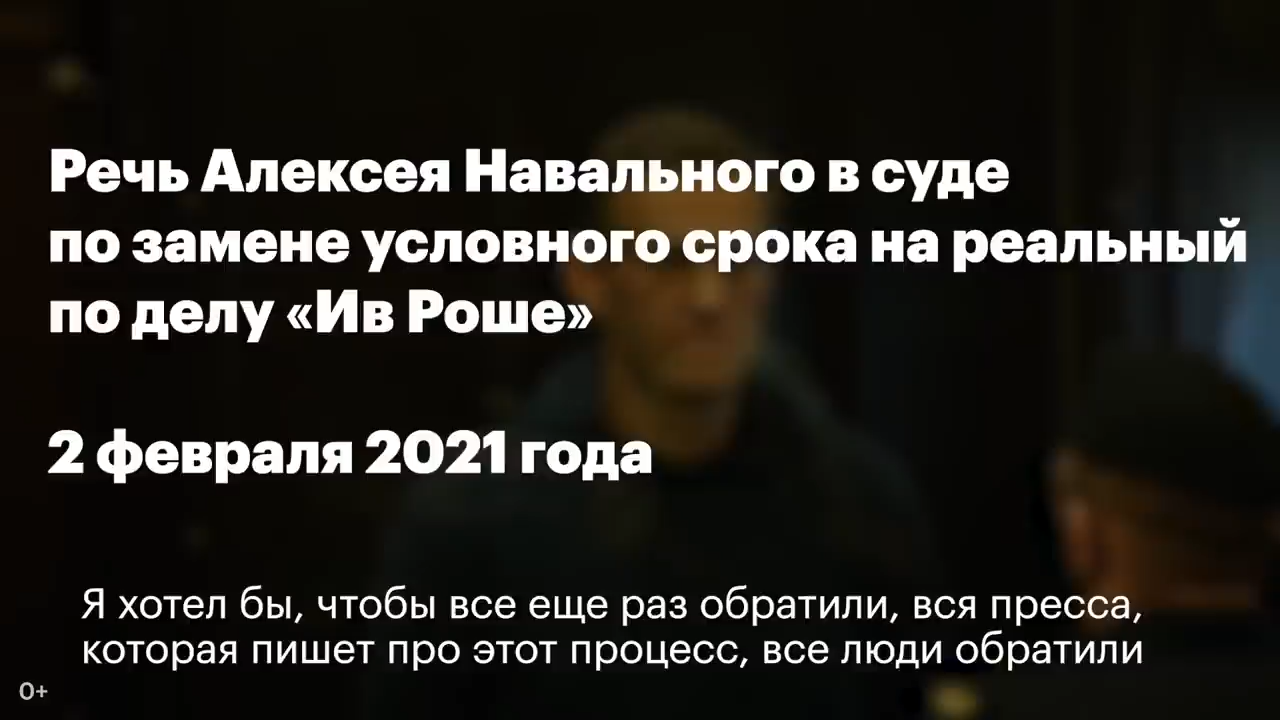 Речь Алексея Навального в суде
по замене условного срока на реальный
по делу «Ив Роше»
2 февраля 2021 года
Я хотел бы, чтобы все еще раз обратили, вся пресса,
которая пишет про этот процесс, все люди обратили
0+